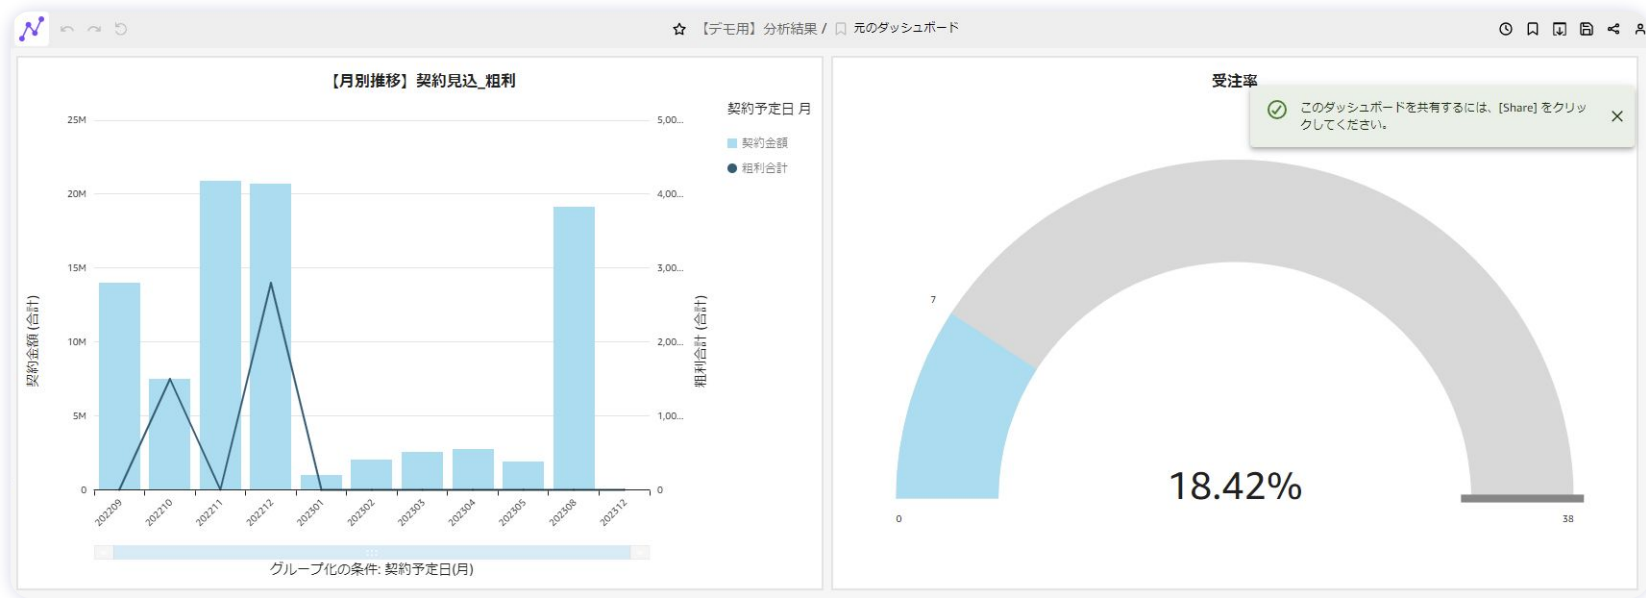 【デモ用】分析結果 / 元のダッシュボード
【月別推移】契約見込_粗利
契約予定日 月
契約金額
粗利合計
契約金額 (合計)
25M
20M
15M
10M
5M
0
5,00...
4,00...
3,00...
2,00...
1,00...
0
粗利合計 (合計)
202209
202210
202211
202212
202301
202302
202303
202304
202305
202308
202312
グループ化の条件: 契約予定日(月)
受注率
このダッシュボードを共有するには、[Share] をクリッ
クしてください。
7
18.42%
0
38